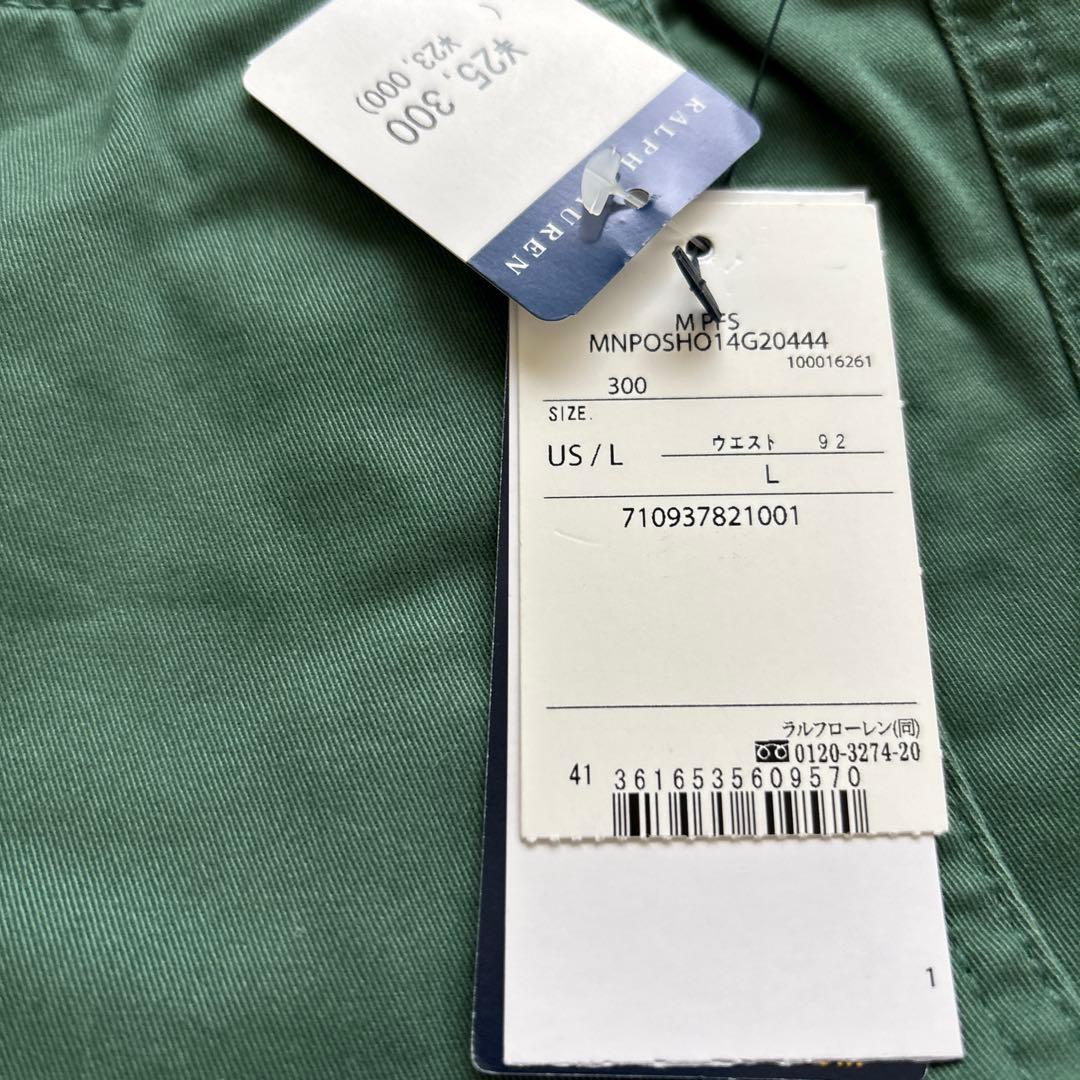 ¥25,300
¥23,000)
(
RALPH LAUREN
M PFS
MNPOSHO14G20444
100016261
300
SIZE.
US / L
ウエスト 92
L
710937821001
ラルフローレン(同)
0120-3274-20
41 3616535609570
1